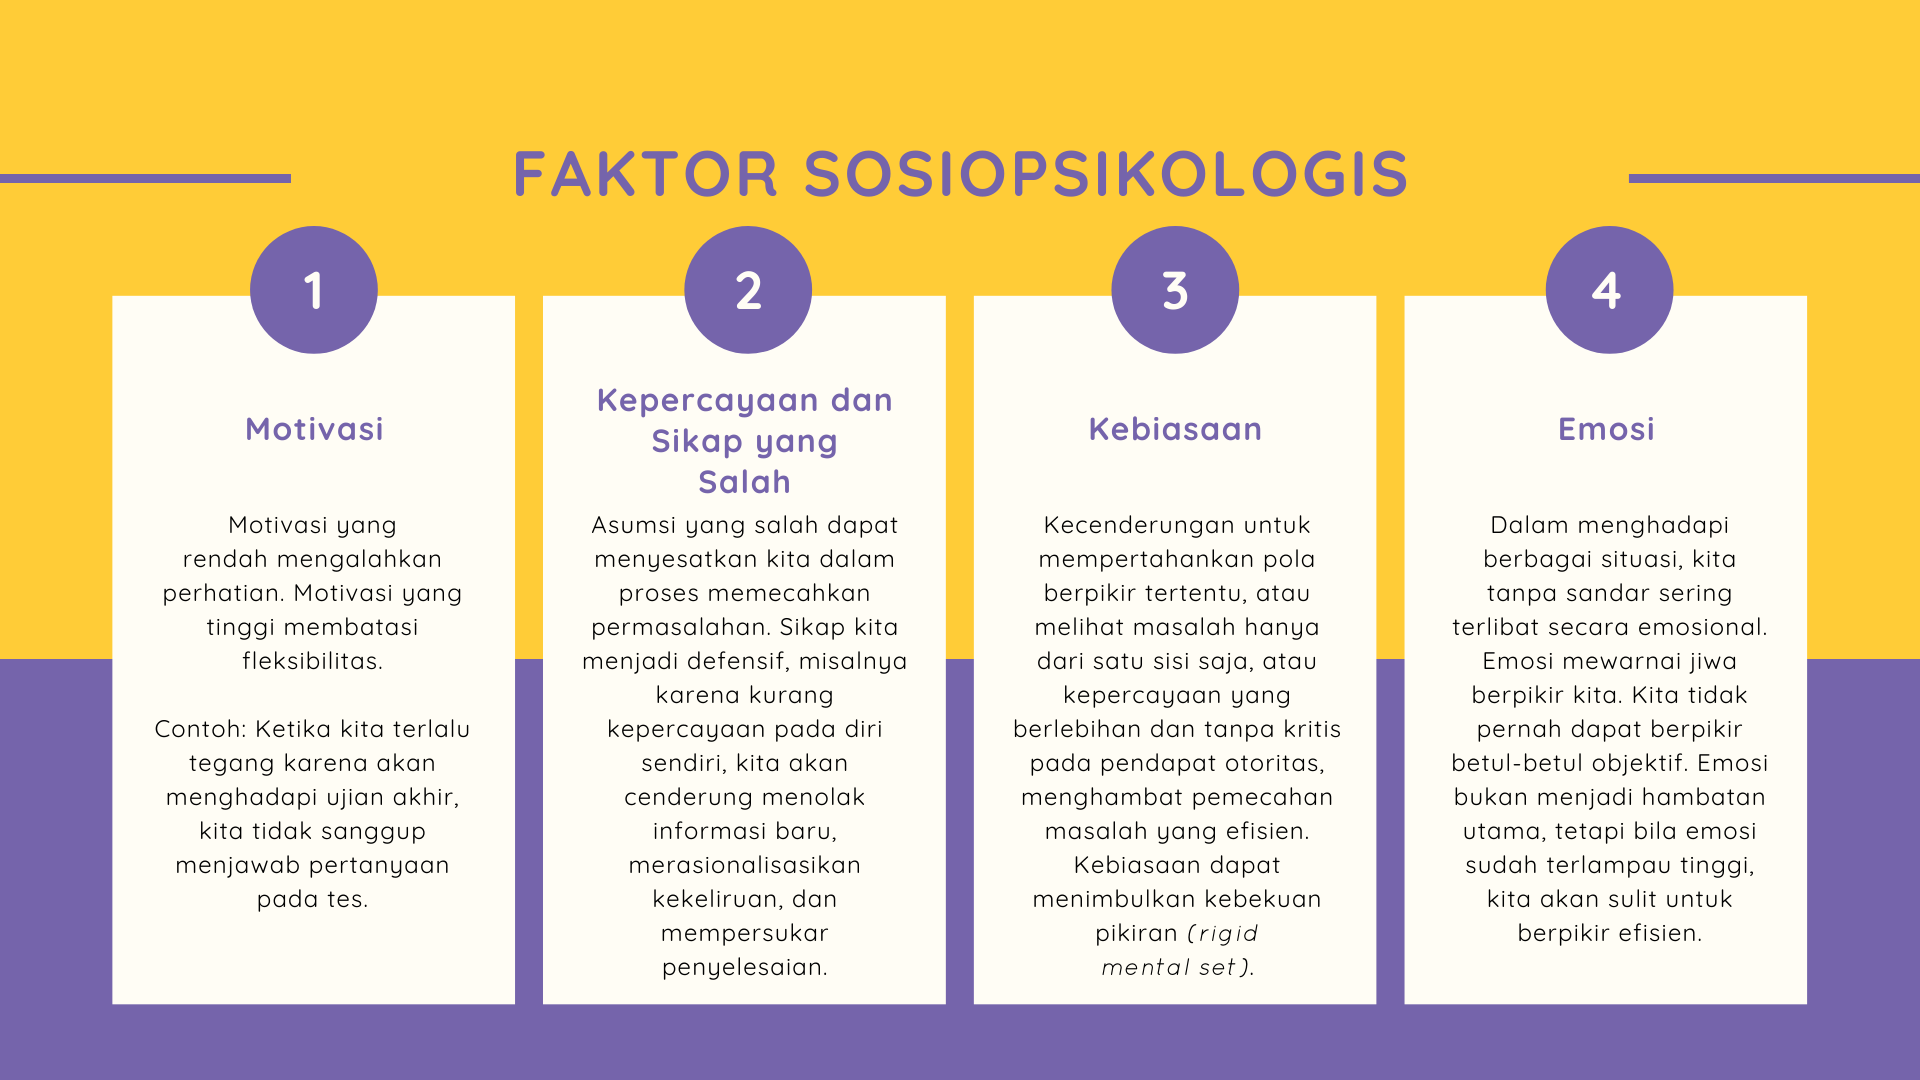 FAKTOR SOSIOPSIKOLOGIS
1
Motivasi
Motivasi yang
rendah mengalahkan
perhatian. Motivasi yang
tinggi membatasi
fleksibilitas.
Contoh: Ketika kita terlalu
tegang karena akan
menghadapi ujian akhir,
kita tidak sanggup
menjawab pertanyaan
pada tes.
2
Kepercayaan dan
Sikap yang
Salah
Asumsi yang salah dapat
menyesatkan kita dalam
proses memecahkan
permasalahan. Sikap kita
menjadi defensif, misalnya
karena kurang
kepercayaan pada diri
sendiri, kita akan
cenderung menolak
informasi baru,
merasionalisasikan
kekeliruan, dan
mempersukar
penyelesaian.
3
Kebiasaan
Kecenderungan untuk
mempertahankan pola
berpikir tertentu, atau
melihat masalah hanya
dari satu sisi saja, atau
kepercayaan yang
berlebihan dan tanpa kritis
pada pendapat otoritas,
menghambat pemecahan
masalah yang efisien.
Kebiasaan dapat
menimbulkan kebekuan
pikiran (rigid
mental set).
4
Emosi
Dalam menghadapi
berbagai situasi, kita
tanpa sandar sering
terlibat secara emosional.
Emosi mewarnai jiwa
berpikir kita. Kita tidak
pernah dapat berpikir
betul-betul objektif. Emosi
bukan menjadi hambatan
utama, tetapi bila emosi
sudah terlampau tinggi,
kita akan sulit untuk
berpikir efisien.